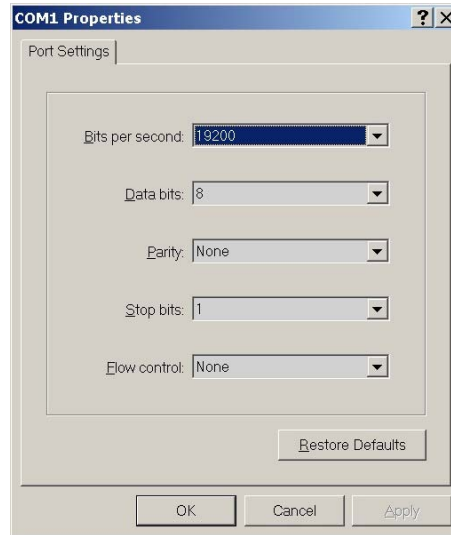 COM1 Properties
Port Settings
Bits per second: 19200
Data bits: 8
Parity: None
Stop bits: 1
Flow control: None
Restore Defaults
OK Cancel Apply